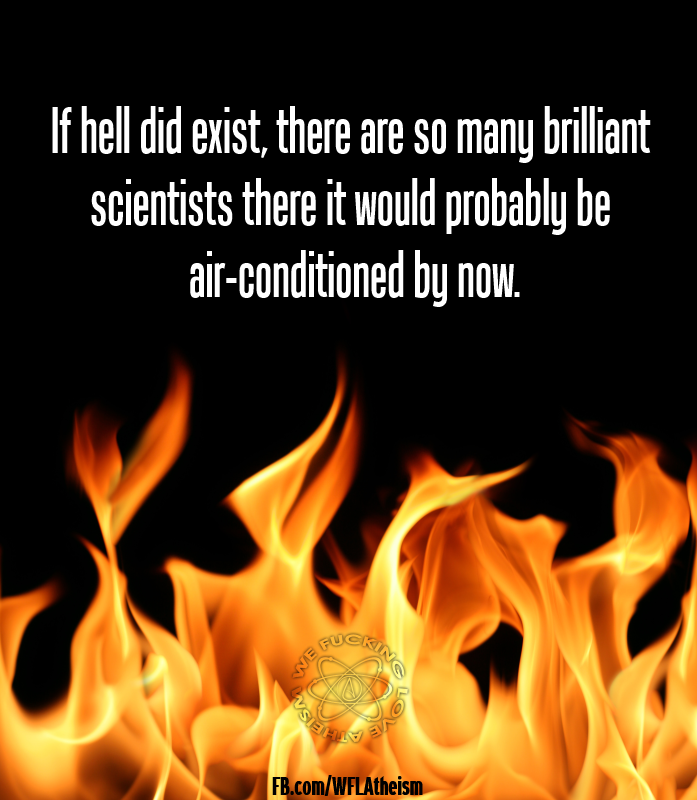 If hell did exist, there are so many brilliant
scientists there it would probably be
air-conditioned by now.
WE FUCKING LOVE ATHEISM
A
FB.com/WFLAtheism